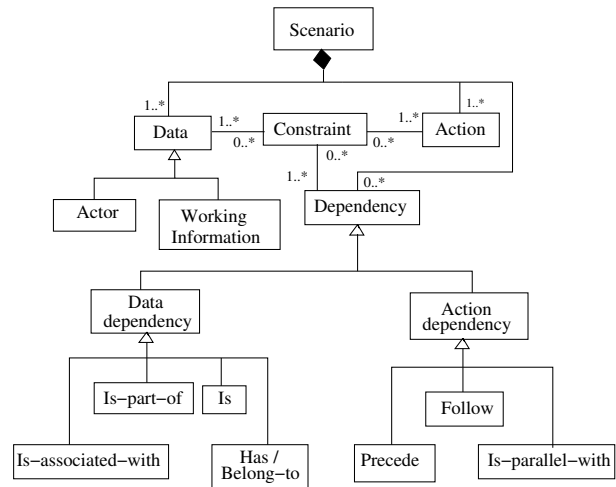 Scenario
1..*
1..*
Data
1..*
0..*
Constraint
1..*
0..*
Action
0..*
1..*
0..*
Actor
Working
Information
Dependency
Data
dependency
Action
dependency
Is−part−of
Is
Follow
Is−associated−with
Has /
Belong−to
Precede
Is−parallel−with